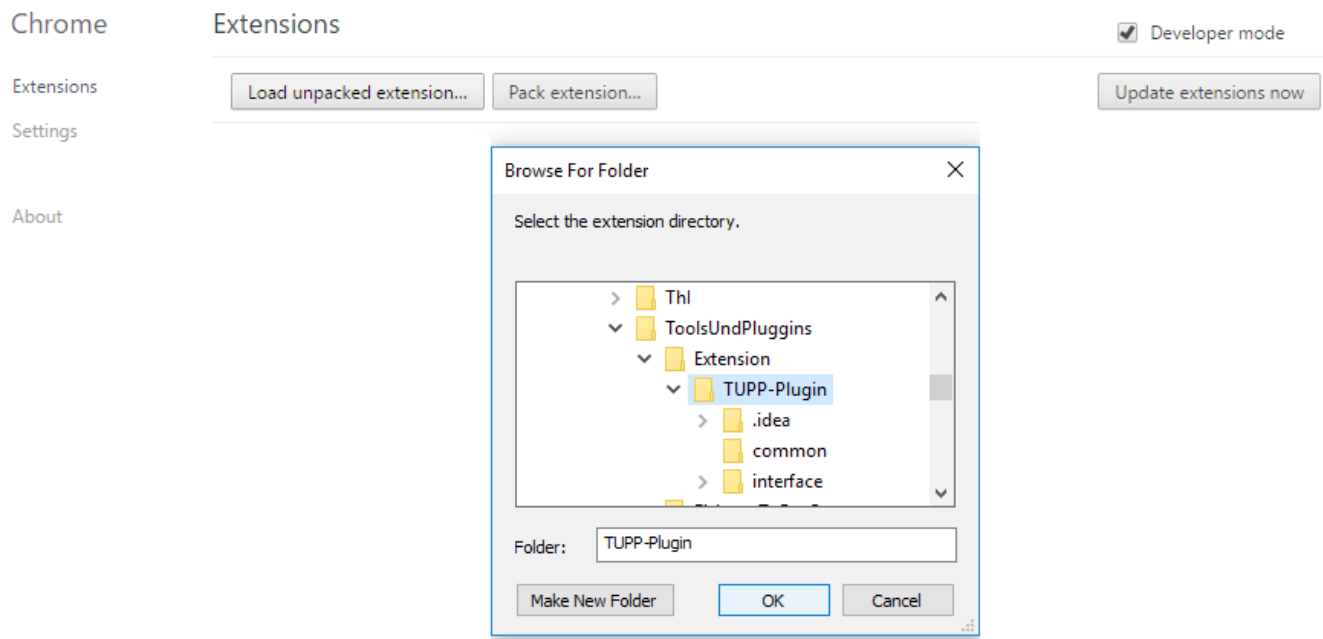 Chrome
Extensions
Developer mode
Extensions
Load unpacked extension...
Pack extension...
Update extensions now
Settings
About
Browse For Folder
Select the extension directory.
Thl
ToolsUndPluggins
Extension
TUPP-Plugin
.idea
common
interface
Folder:
TUPP-Plugin
Make New Folder
OK
Cancel